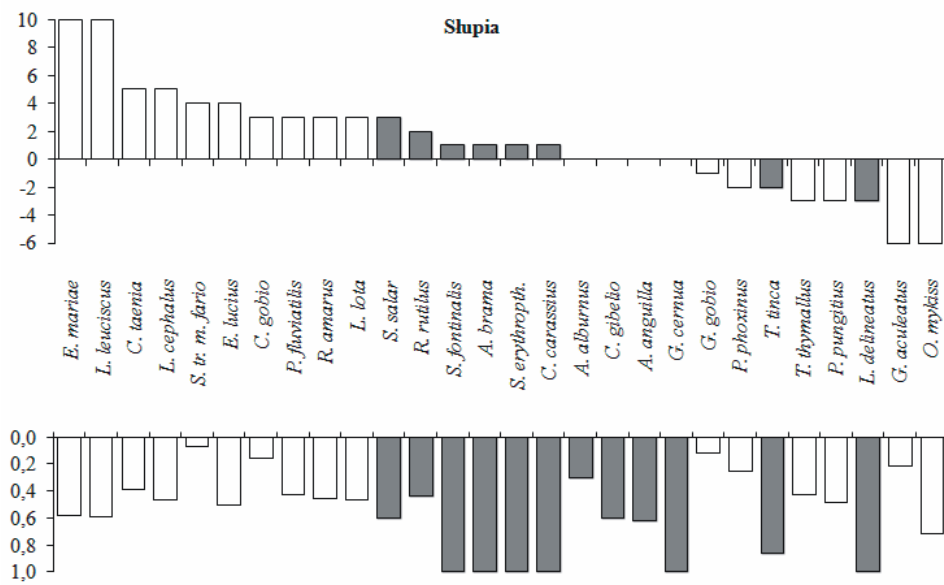 Słupia
10
8
6
4
2
0
-2
-4
-6
E. mariae
L. leuciscus
C. taenia
L. cephalus
S. tr. m. fario
E. lucius
C. gobio
P. fluviatilis
R. amarus
L. lota
S. salar
R. rutilus
S. fontinalis
A. brama
S. erythropth.
C. carassius
A. alburnus
C. gibelio
A. anguilla
G. cernua
G. gobio
P. phoxinus
T. tinca
T. thymallus
P. pungitius
L. delineatus
G. aculeatus
O. mykiss
0,0
0,2
0,4
0,6
0,8
1,0